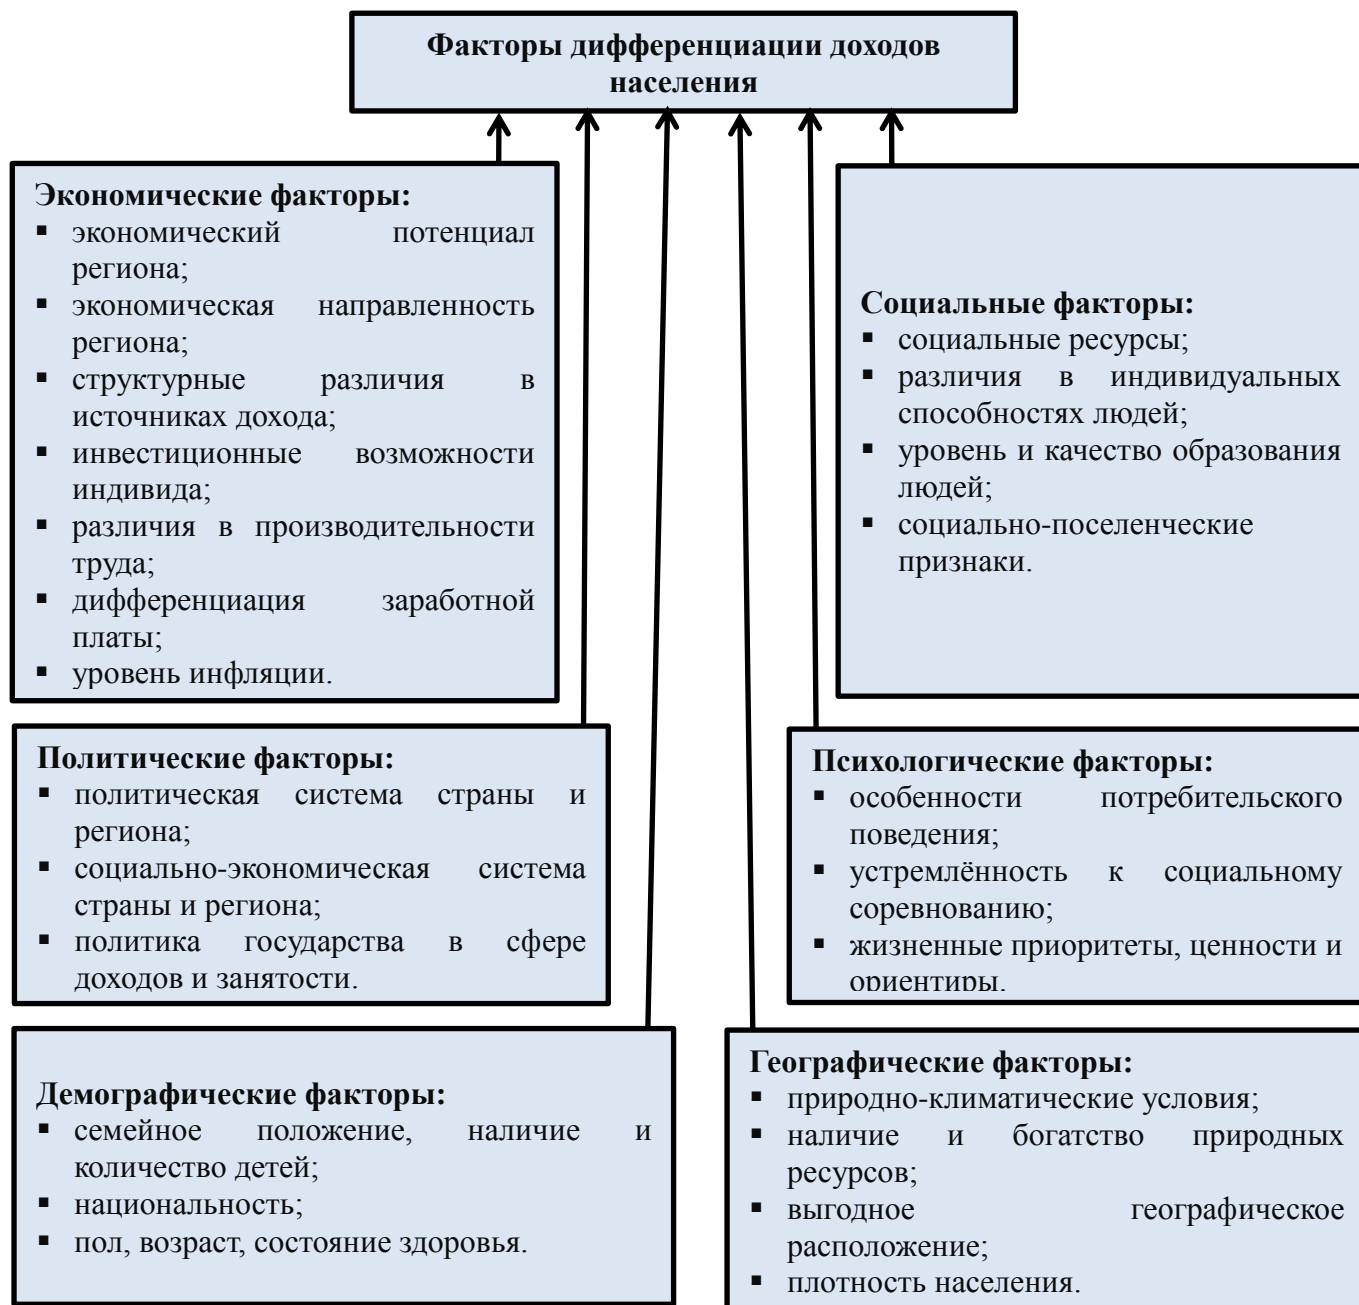 Факторы дифференциации доходов
населения
Экономические факторы:
▪ экономический потенциал
региона;
▪ экономическая направленность
региона;
▪ структурные различия в
источниках дохода;
▪ инвестиционные возможности
индивида;
▪ различия в производительности
труда;
▪ дифференциация заработной
платы;
▪ уровень инфляции.
Социальные факторы:
▪ социальные ресурсы;
▪ различия в индивидуальных
способностях людей;
▪ уровень и качество образования
людей;
▪ социально-поселенческие
признаки.
Политические факторы:
▪ политическая система страны и
региона;
▪ социально-экономическая система
страны и региона;
▪ политика государства в сфере
доходов и занятости.
Психологические факторы:
▪ особенности потребительского
поведения;
▪ устремлённость к социальному
соревнованию;
▪ жизненные приоритеты, ценности и
ориентиры.
Демографические факторы:
▪ семейное положение, наличие и
количество детей;
▪ национальность;
▪ пол, возраст, состояние здоровья.
Географические факторы:
▪ природно-климатические условия;
▪ наличие и богатство природных
ресурсов;
▪ выгодное географическое
расположение;
▪ плотность населения.